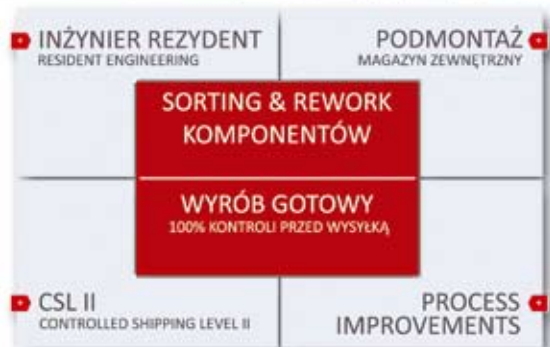 INŻYNIER REZYDENT
RESIDENT ENGINEERING
PODMONTAŻ
MAGAZYN ZEWNĘTRZNY
SORTING & REWORK
KOMPONENTÓW
WYRÓB GOTOWY
100% KONTROLI PRZED WYSYŁKĄ
CSL II
CONTROLLED SHIPPING LEVEL II
PROCESS
IMPROVEMENTS